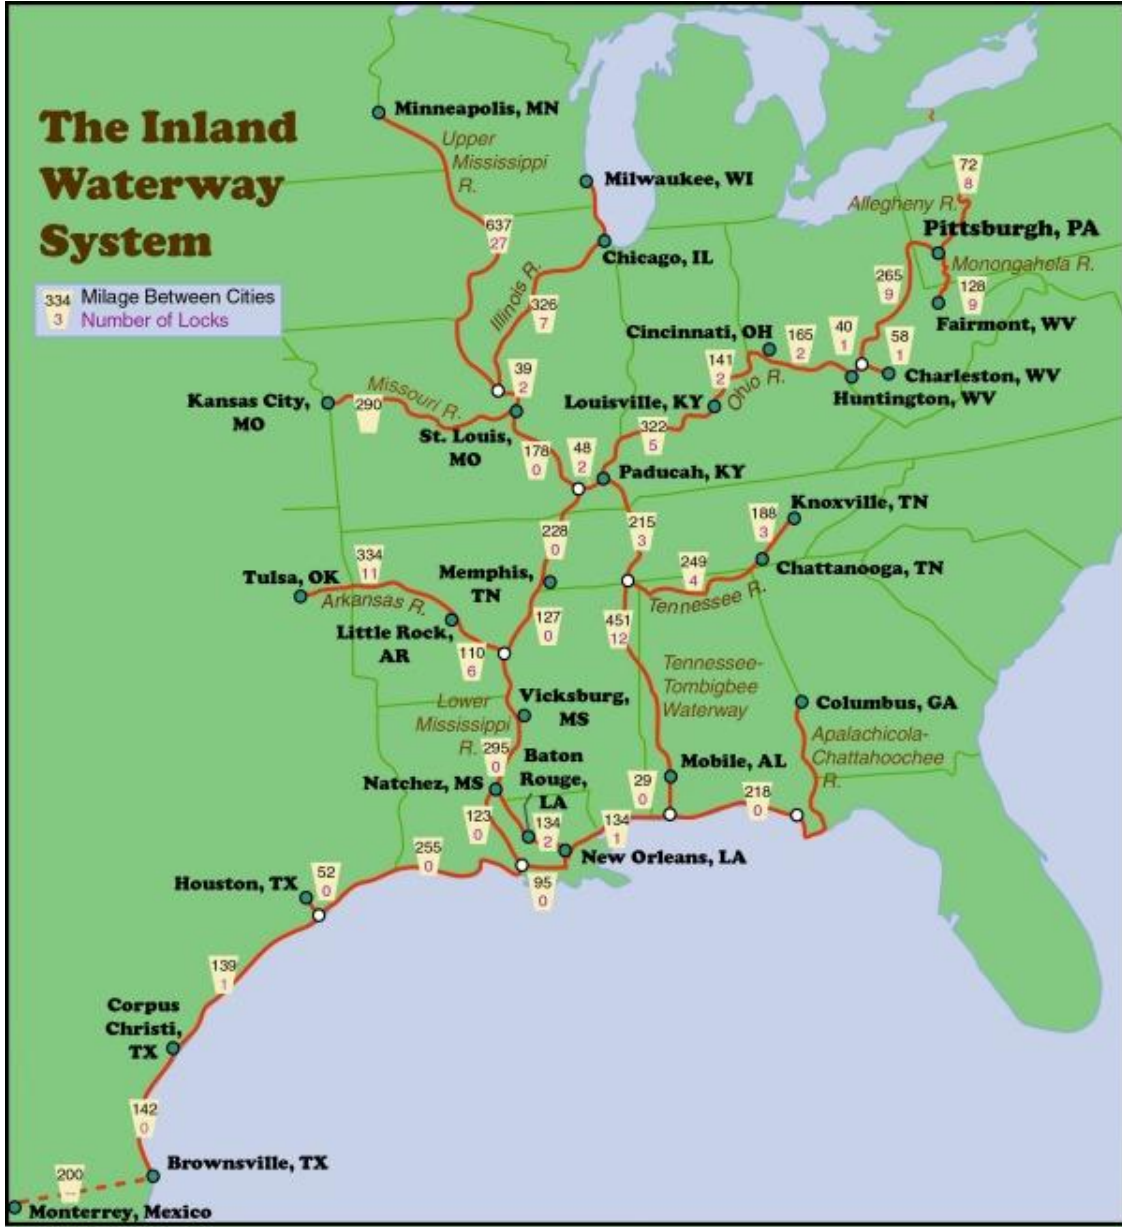 The Inland
Waterway
System
334
3
Milage Between Cities
Number of Locks
Minneapolis, MN
Upper
Mississippi
R.
Milwaukee, WI
637
27
Chicago, IL
Illinois R.
326
7
72
8
Allegheny R.
Pittsburgh, PA
Monongahela R.
265
9
128
9
Fairmont, WV
Cincinnati, OH
165
2
40
1
58
1
Charleston, WV
Huntington, WV
141
2
Ohio R.
Louisville, KY
39
2
Missouri R.
Kansas City,
MO
290
St. Louis,
MO
322
5
178
0
48
2
Paducah, KY
Knoxville, TN
188
3
228
0
215
3
249
4
Chattanooga, TN
Tennessee R.
334
11
Tulsa, OK
Arkansas R.
Memphis,
TN
Little Rock,
AR
127
0
451
12
110
6
Tennessee-
Tombigbee
Waterway
Lower
Mississippi
R.
Vicksburg,
MS
Columbus, GA
Apalachicola-
Chattahoochee
R.
295
0
Baton
Rouge,
LA
Natchez, MS
Mobile, AL
29
0
218
0
123
0
134
2
134
1
New Orleans, LA
255
0
95
0
Houston, TX
52
0
139
1
Corpus
Christi,
TX
142
0
Brownsville, TX
200
--
Monterrey, Mexico